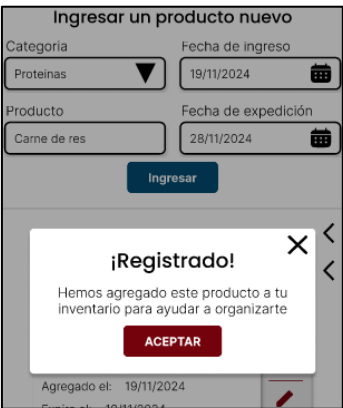 Ingresar un producto nuevo
Categoria Fecha de ingreso
Proteinas 19/11/2024
Producto Fecha de expedición
Carne de res 28/11/2024
Ingresar
¡Registrado!
Hemos agregado este producto a tu
inventario para ayudar a organizarte
ACEPTAR
Agregado el: 19/11/2024